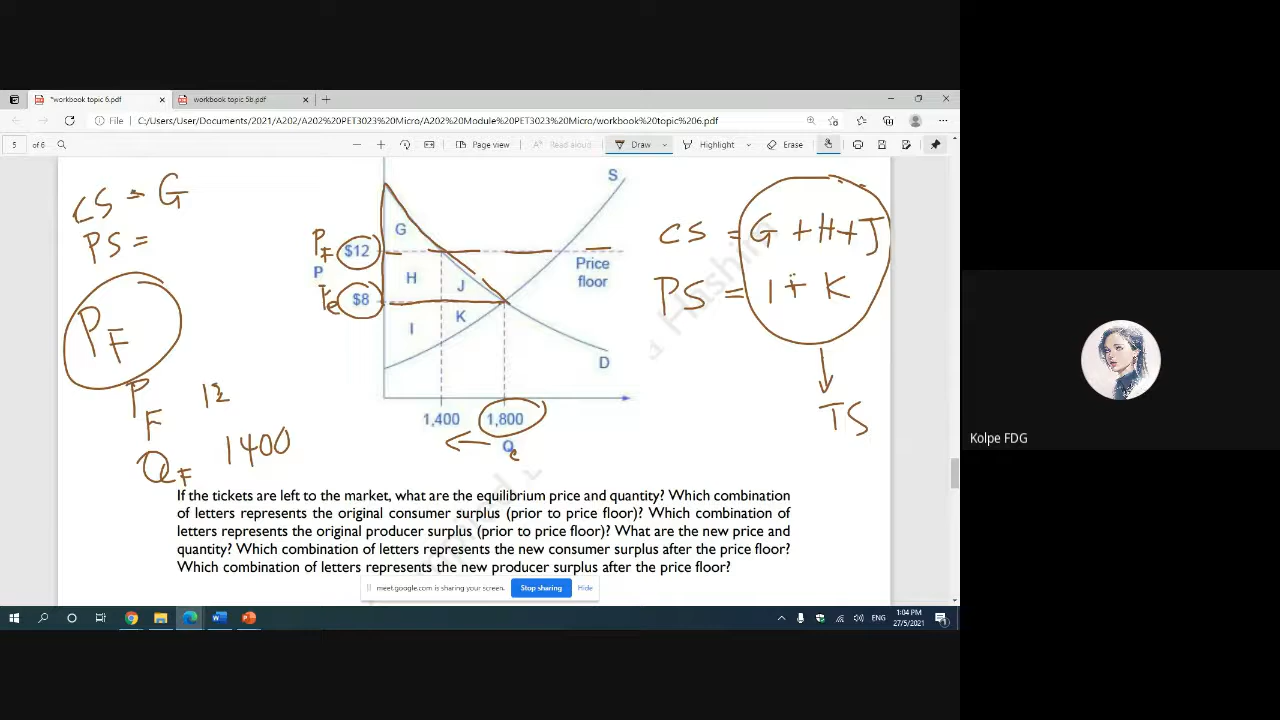 *workbook topic 6.pdf
workbook topic 5b.pdf
File
C:/Users/User/Documents/2021/A202/A202%20PET3023%20Micro/A202%20Module%20PET3023%20Micro/workbook%20topic%206.pdf
5 of 6
Page view
Read aloud
Draw
Highlight
Erase
CS = G
PS =
PF
PF 12
QF 1400
S
G
PF $12
P
Price
floor
H
J
Pe $8
I
K
D
1,400
1,800
Qe
CS = G + H + J
PS = I + K
TS
Hashim
If the tickets are left to the market, what are the equilibrium price and quantity? Which combination
of letters represents the original consumer surplus (prior to price floor)? Which combination of
letters represents the original producer surplus (prior to price floor)? What are the new price and
quantity? Which combination of letters represents the new consumer surplus after the price floor?
Which combination of letters represents the new producer surplus after the price floor?
meet.google.com is sharing your screen.
Stop sharing
Hide
ENG
1:04 PM
27/5/2021
Kolpe FDG